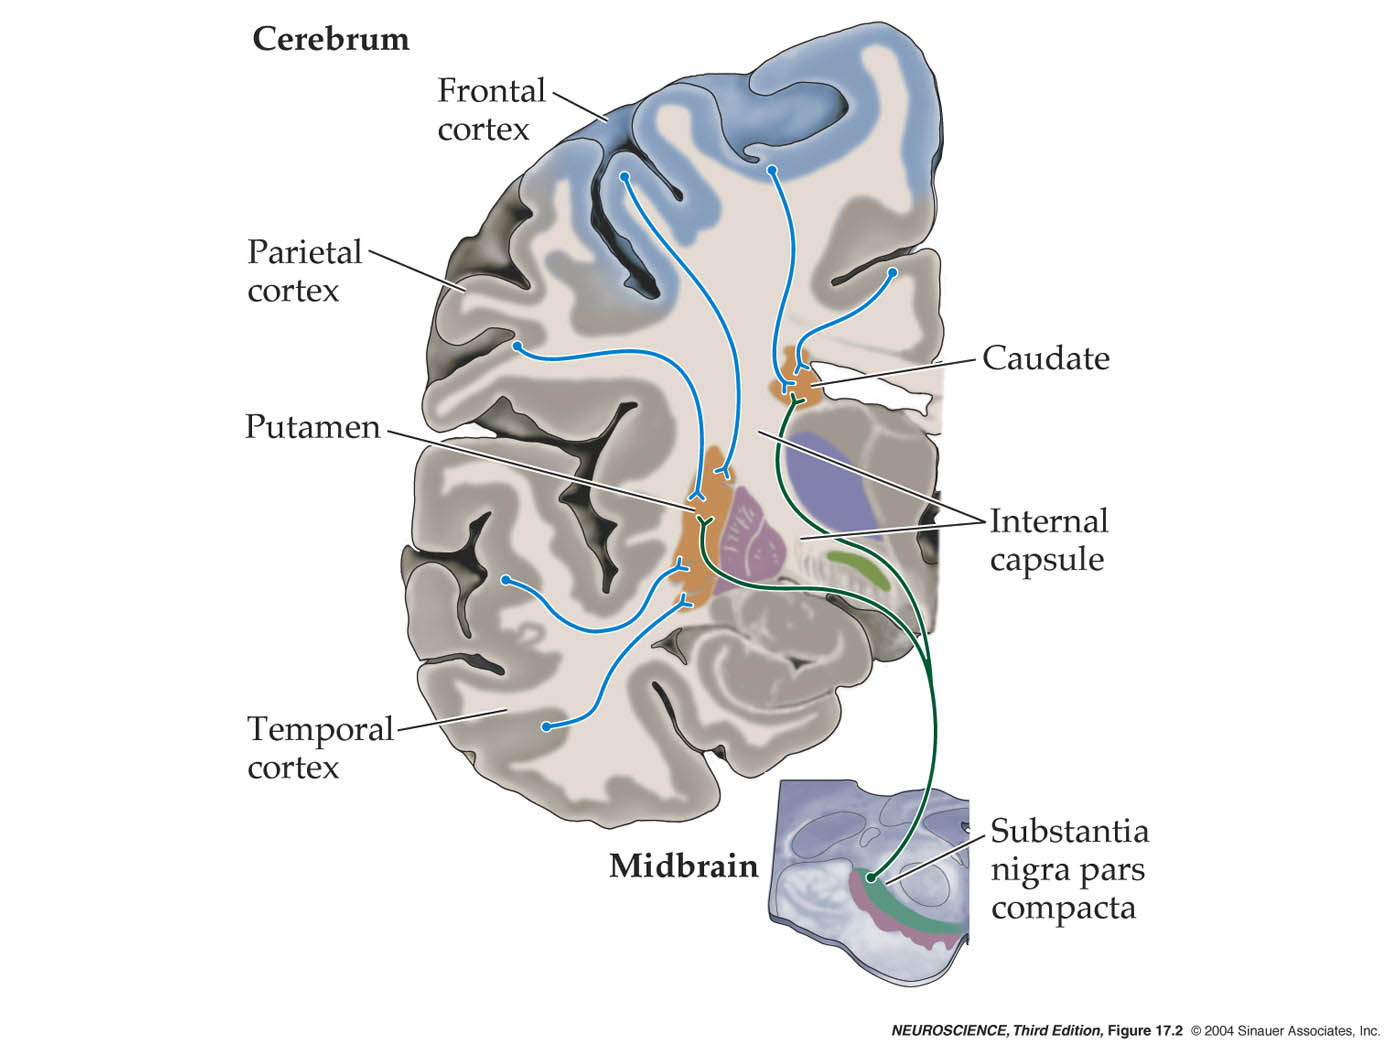 Cerebrum
Frontal
cortex
Parietal
cortex
Caudate
Putamen
Internal
capsule
Temporal
cortex
Substantia
nigra pars
compacta
Midbrain
NEUROSCIENCE, Third Edition, Figure 17.2 © 2004 Sinauer Associates, Inc.